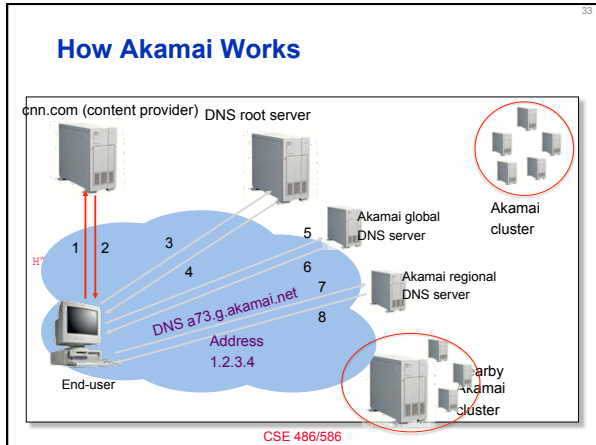 33
How Akamai Works
cnn.com (content provider)
DNS root server
Akamai
cluster
Akamai global
DNS server
1
2
3
4
5
6
7
8
Akamai regional
DNS server
DNS a73.g.akamai.net
Address
1.2.3.4
End-user
Akamai
cluster
CSE 486/586